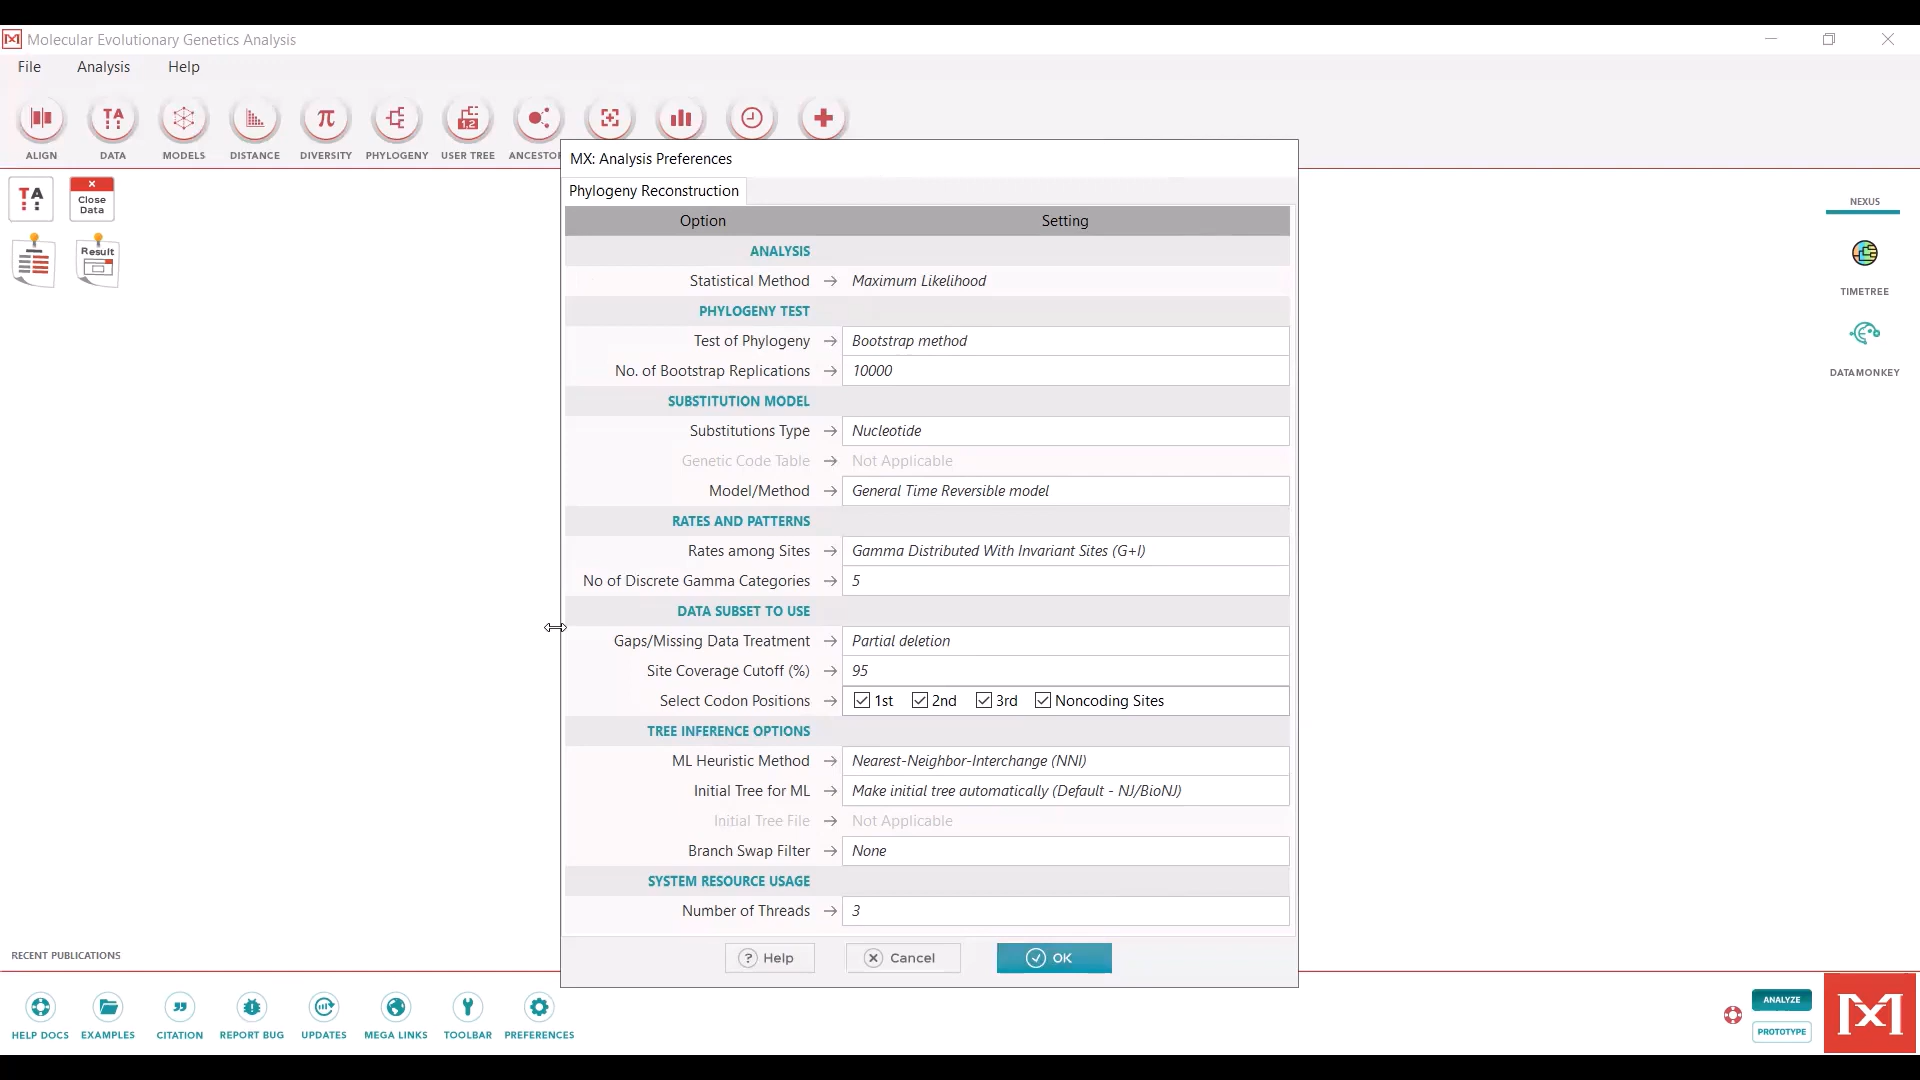 Molecular Evolutionary Genetics Analysis
File Analysis Help
ALIGN DATA MODELS DISTANCE DIVERSITY PHYLOGENY USER TREE ANCESTO
MX: Analysis Preferences
Phylogeny Reconstruction
Option Setting
ANALYSIS
Statistical Method → Maximum Likelihood
PHYLOGENY TEST
Test of Phylogeny → Bootstrap method
No. of Bootstrap Replications → 10000
SUBSTITUTION MODEL
Substitutions Type → Nucleotide
Genetic Code Table → Not Applicable
Model/Method → General Time Reversible model
RATES AND PATTERNS
Rates among Sites → Gamma Distributed With Invariant Sites (G+I)
No of Discrete Gamma Categories → 5
DATA SUBSET TO USE
Gaps/Missing Data Treatment → Partial deletion
Site Coverage Cutoff (%) → 95
Select Codon Positions → 1st 2nd 3rd Noncoding Sites
TREE INFERENCE OPTIONS
ML Heuristic Method → Nearest-Neighbor-Interchange (NNI)
Initial Tree for ML → Make initial tree automatically (Default - NJ/BioNJ)
Initial Tree File → Not Applicable
Branch Swap Filter → None
SYSTEM RESOURCE USAGE
Number of Threads → 3
Help Cancel OK
TA
Close
Data
Result
NEXUS
TIMETREE
DATAMONKEY
RECENT PUBLICATIONS
HELP DOCS EXAMPLES CITATION REPORT BUG UPDATES MEGA LINKS TOOLBAR PREFERENCES
ANALYZE
PROTOTYPE